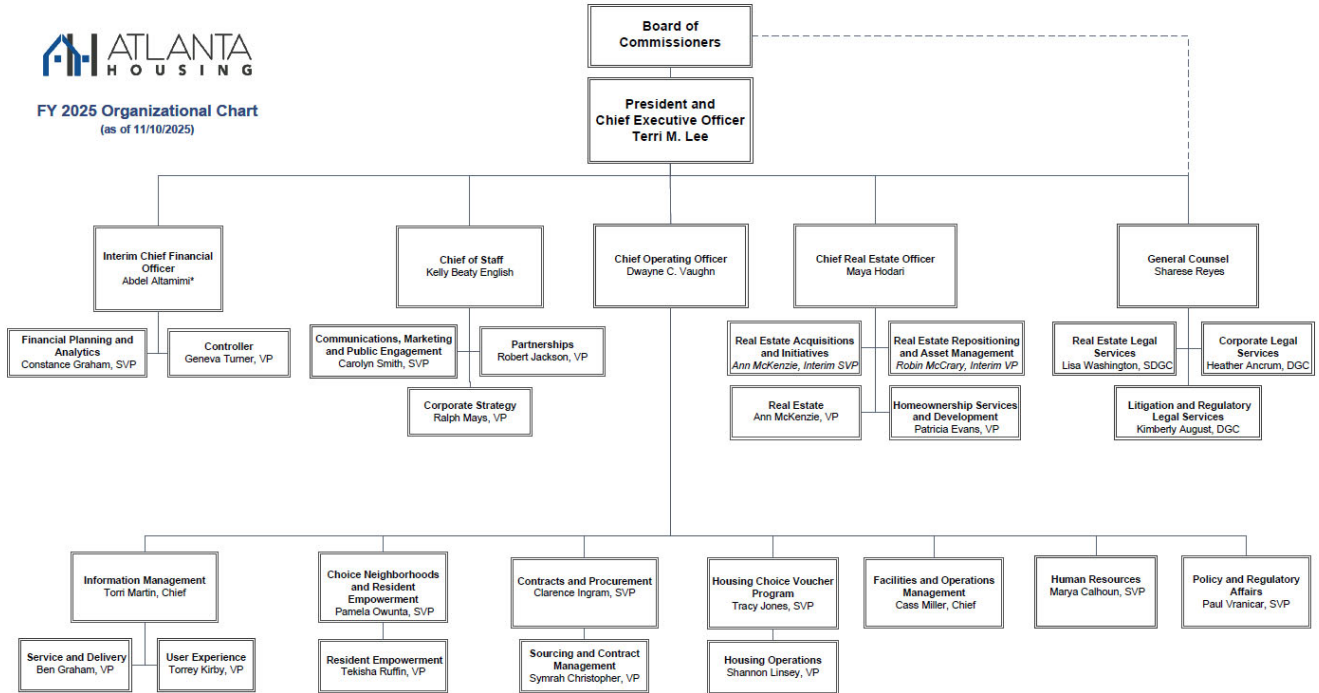 Board of
Commissioners
ATLANTA
HOUSING
FY 2025 Organizational Chart
(as of 11/10/2025)
President and
Chief Executive Officer
Terri M. Lee
Interim Chief Financial
Officer
Abdel Altamimi*
Chief of Staff
Kelly Beaty English
Chief Operating Officer
Dwayne C. Vaughn
Chief Real Estate Officer
Maya Hodari
General Counsel
Sharese Reyes
Financial Planning and
Analytics
Constance Graham, SVP
Controller
Geneva Turner, VP
Communications, Marketing
and Public Engagement
Carolyn Smith, SVP
Partnerships
Robert Jackson, VP
Corporate Strategy
Ralph Mays, VP
Real Estate Acquisitions
and Initiatives
Ann McKenzie, Interim SVP
Real Estate Repositioning
and Asset Management
Robin McCrary, Interim VP
Real Estate
Ann McKenzie, VP
Homeownership Services
and Development
Patricia Evans, VP
Real Estate Legal
Services
Lisa Washington, SDGC
Corporate Legal
Services
Heather Ancrum, DGC
Litigation and Regulatory
Legal Services
Kimberly August, DGC
Information Management
Torri Martin, Chief
Choice Neighborhoods
and Resident
Empowerment
Pamela Owunta, SVP
Contracts and Procurement
Clarence Ingram, SVP
Housing Choice Voucher
Program
Tracy Jones, SVP
Facilities and Operations
Management
Cass Miller, Chief
Human Resources
Marya Calhoun, SVP
Policy and Regulatory
Affairs
Paul Vranicar, SVP
Service and Delivery
Ben Graham, VP
User Experience
Torrey Kirby, VP
Resident Empowerment
Tekisha Ruffin, VP
Sourcing and Contract
Management
Symrah Christopher, VP
Housing Operations
Shannon Linsey, VP